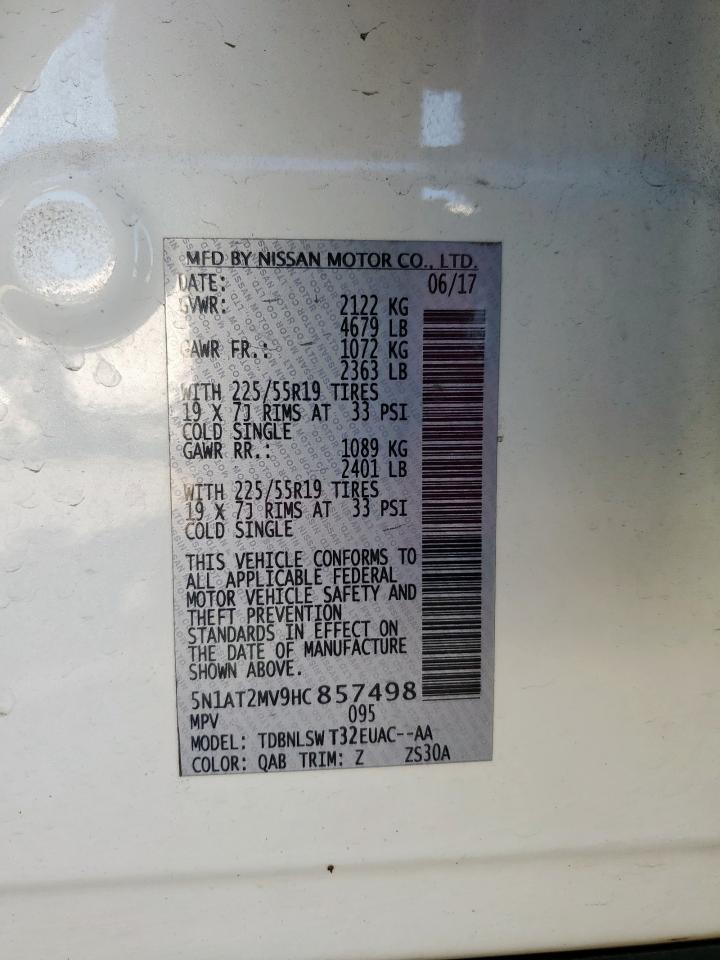 MFD BY NISSAN MOTOR CO., LTD.
DATE: 06/17
GVWR: 2122 KG
4679 LB
GAWR FR.: 1072 KG
2363 LB
WITH 225/55R19 TIRES
19 X 7J RIMS AT 33 PSI
COLD SINGLE
GAWR RR.: 1089 KG
2401 LB
WITH 225/55R19 TIRES
19 X 7J RIMS AT 33 PSI
COLD SINGLE
THIS VEHICLE CONFORMS TO
ALL APPLICABLE FEDERAL
MOTOR VEHICLE SAFETY AND
THEFT PREVENTION
STANDARDS IN EFFECT ON
THE DATE OF MANUFACTURE
SHOWN ABOVE.
5N1AT2MV9HC 857498
MPV 095
MODEL: TDBNLSW T32EUAC--AA
COLOR: QAB TRIM: Z ZS30A